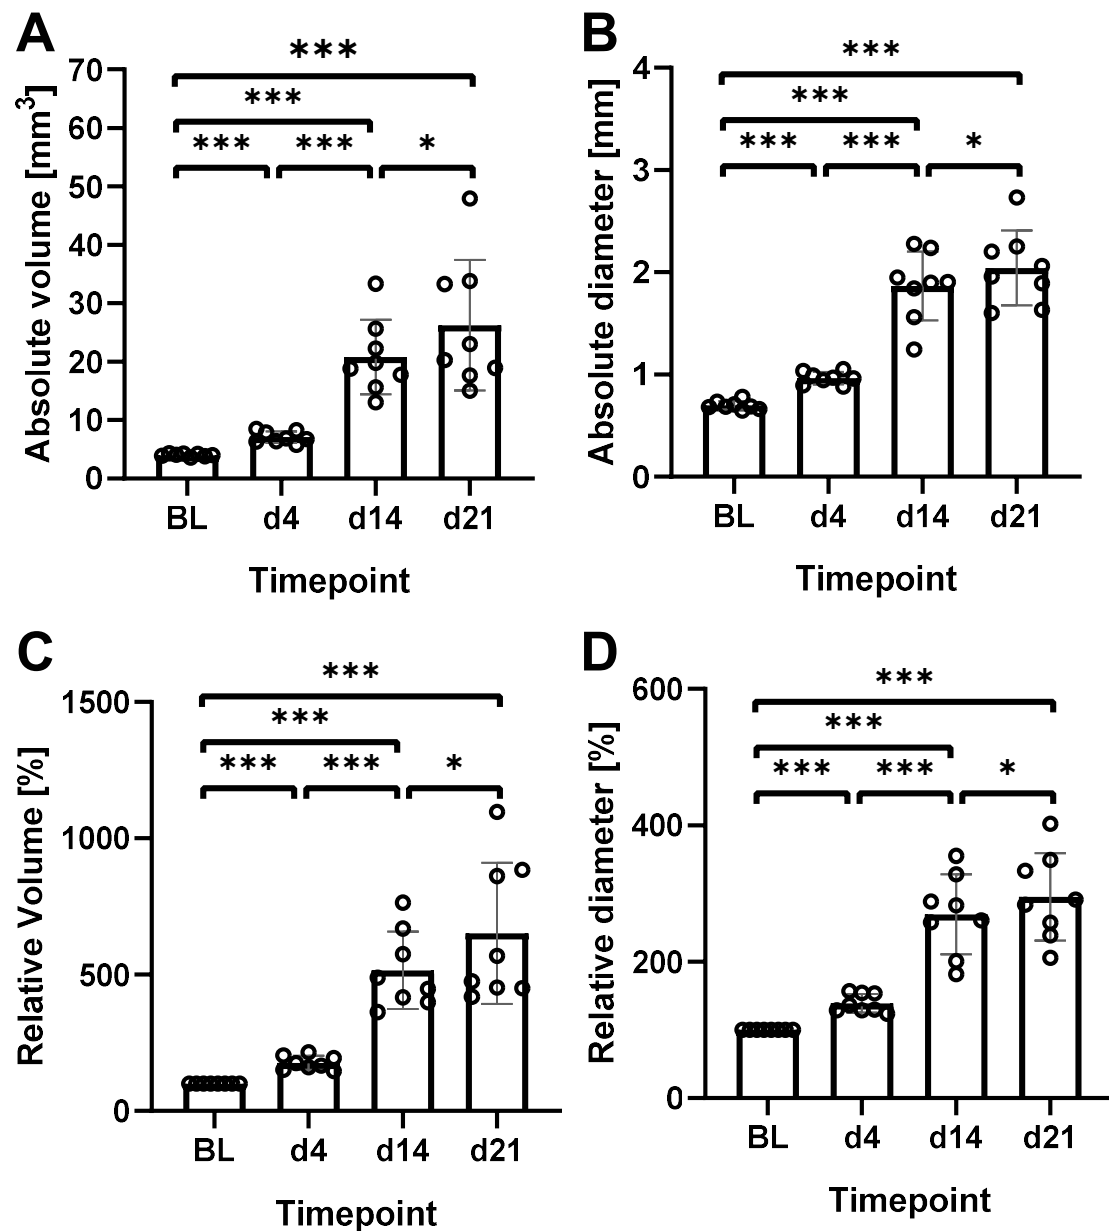 A
Absolute volume [mm³]
70
60
50
40
30
20
10
0
***
***
*** *** *
BL d4 d14 d21
Timepoint
B
Absolute diameter [mm]
4
3
2
1
0
***
***
*** *** *
BL d4 d14 d21
Timepoint
C
Relative Volume [%]
1500
1000
500
0
***
***
*** *** *
BL d4 d14 d21
Timepoint
D
Relative diameter [%]
600
400
200
0
***
***
*** *** *
BL d4 d14 d21
Timepoint